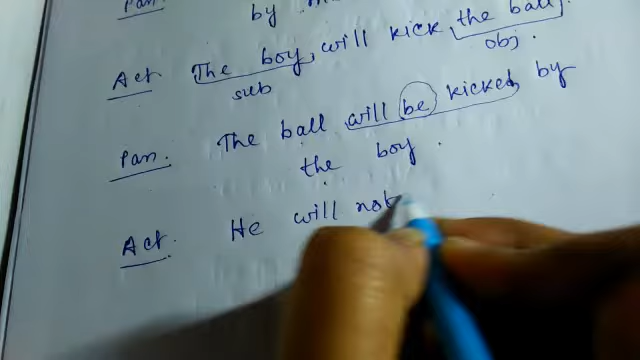 Pan.
by
Act The boy will kick the ball.
sub obj.
Pan. The ball will be kicked by
the boy.
Act. He will not